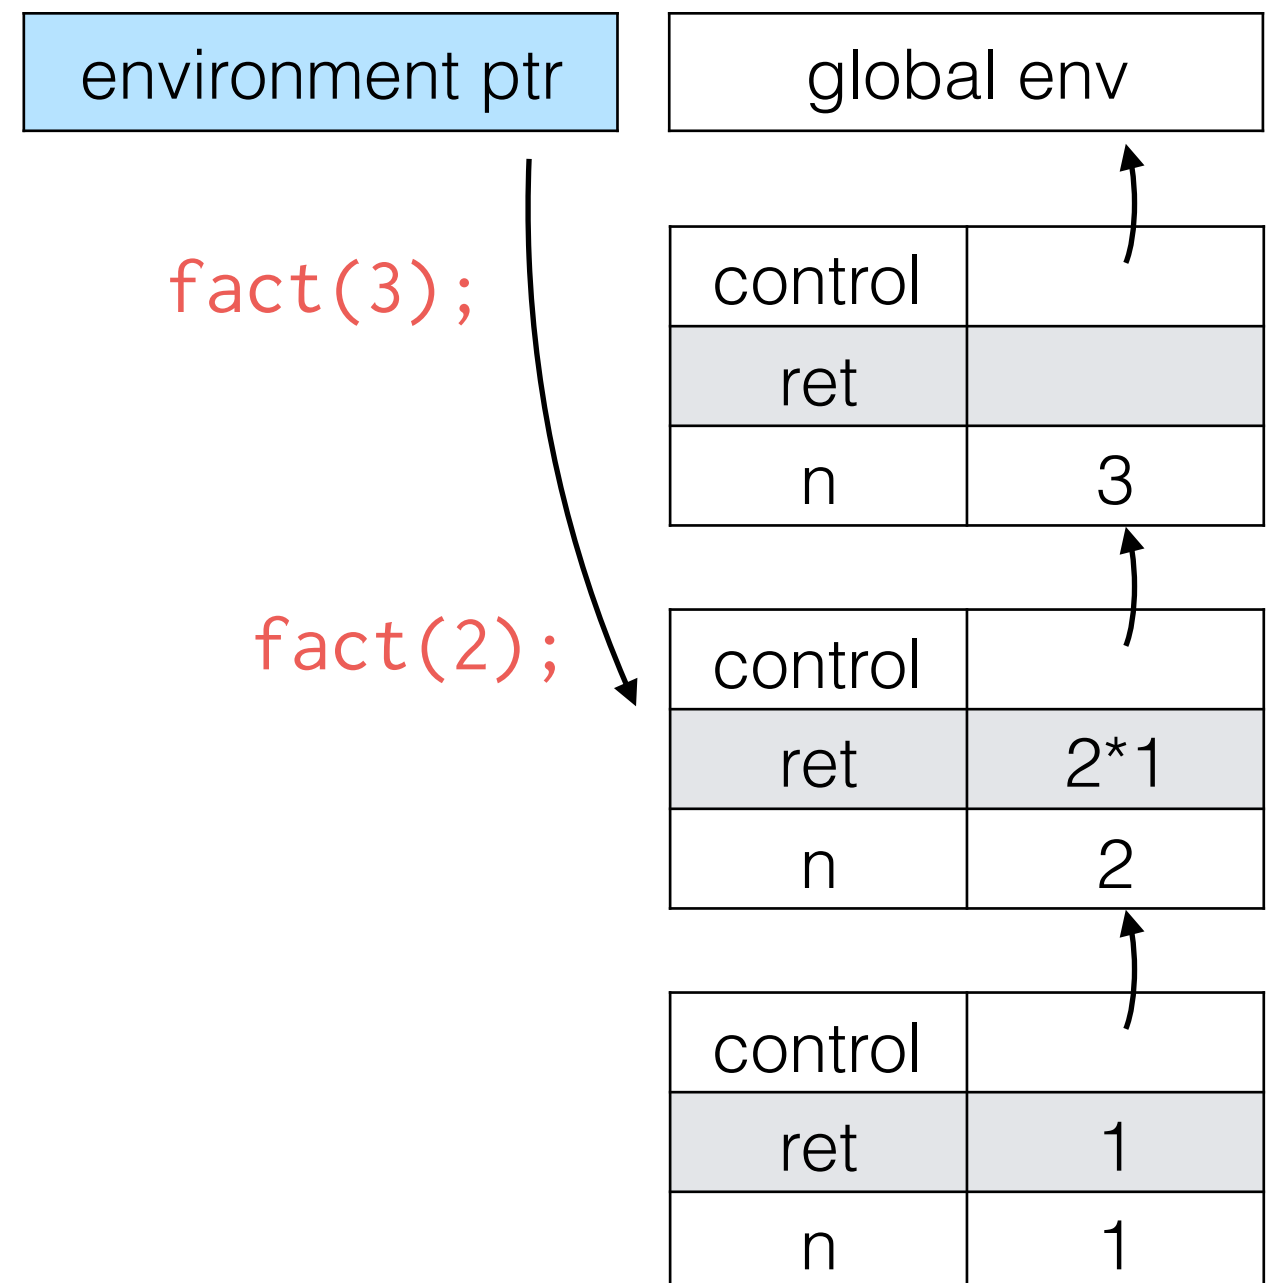 environment ptr
global env
fact(3);
control
ret
n 3
fact(2);
control
ret 2*1
n 2
control
ret 1
n 1